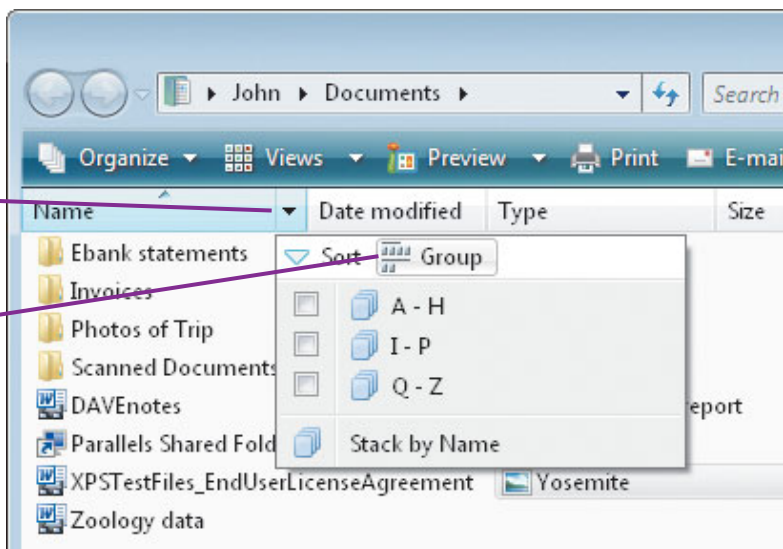 John Documents Search
Organize Views Preview Print E-mai
Name Date modified Type Size
Ebank statements
Sort Group
Invoices
A - H
Photos of Trip
I - P
Scanned Documents
Q - Z
DAVEnotes
eport
Parallels Shared Fold
Stack by Name
XPSTestFiles_EndUserLicenseAgreement Yosemite
Zoology data